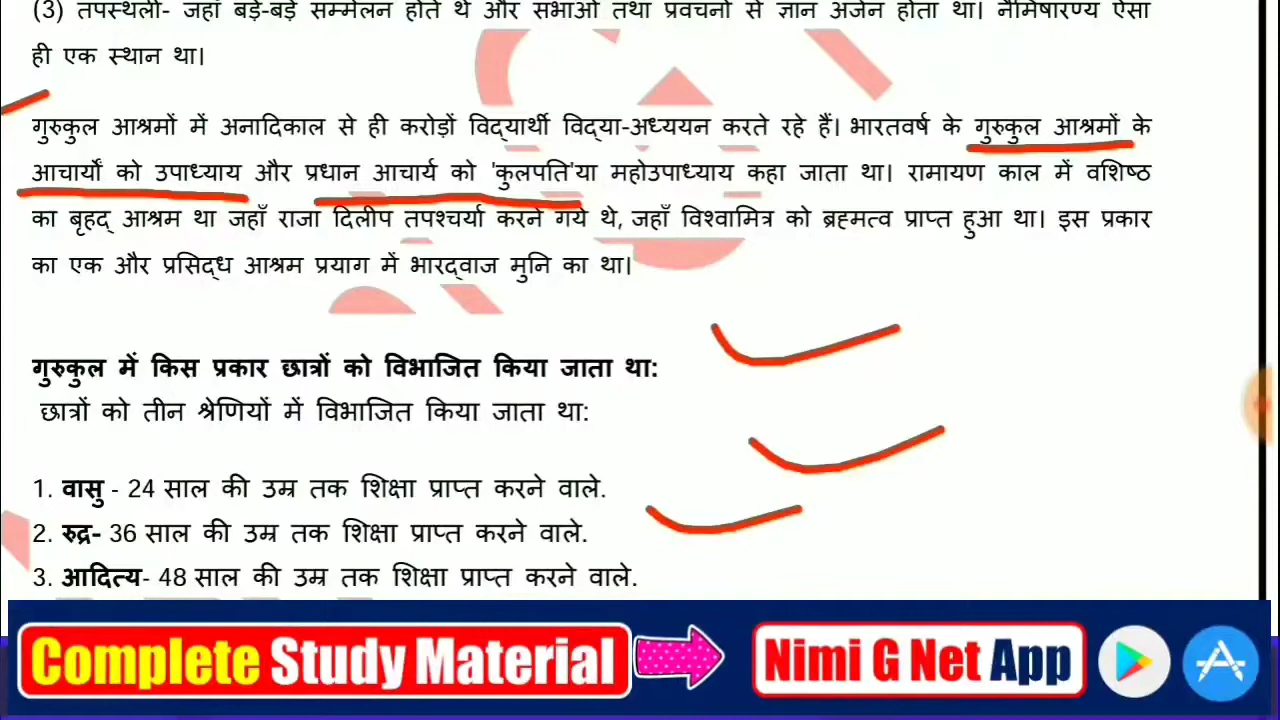 (3) तपस्थली- जहाँ बड़े-बड़े सम्मेलन होते थे और सभाओं तथा प्रवचनों से ज्ञान अर्जन होता था। नैमिषारण्य ऐसा
ही एक स्थान था।
गुरुकुल आश्रमों में अनादिकाल से ही करोड़ों विद्यार्थी विद्या-अध्ययन करते रहे हैं। भारतवर्ष के गुरुकुल आश्रमों के
आचार्यों को उपाध्याय और प्रधान आचार्य को 'कुलपति'या महोउपाध्याय कहा जाता था। रामायण काल में वशिष्ठ
का बृहद् आश्रम था जहाँ राजा दिलीप तपश्चर्या करने गये थे, जहाँ विश्वामित्र को ब्रह्मत्व प्राप्त हुआ था। इस प्रकार
का एक और प्रसिद्ध आश्रम प्रयाग में भारद्वाज मुनि का था।
गुरुकुल में किस प्रकार छात्रों को विभाजित किया जाता था:
छात्रों को तीन श्रेणियों में विभाजित किया जाता था:
1. वासु - 24 साल की उम्र तक शिक्षा प्राप्त करने वाले.
2. रुद्र- 36 साल की उम्र तक शिक्षा प्राप्त करने वाले.
3. आदित्य- 48 साल की उम्र तक शिक्षा प्राप्त करने वाले.
Complete Study Material Nimi G Net App